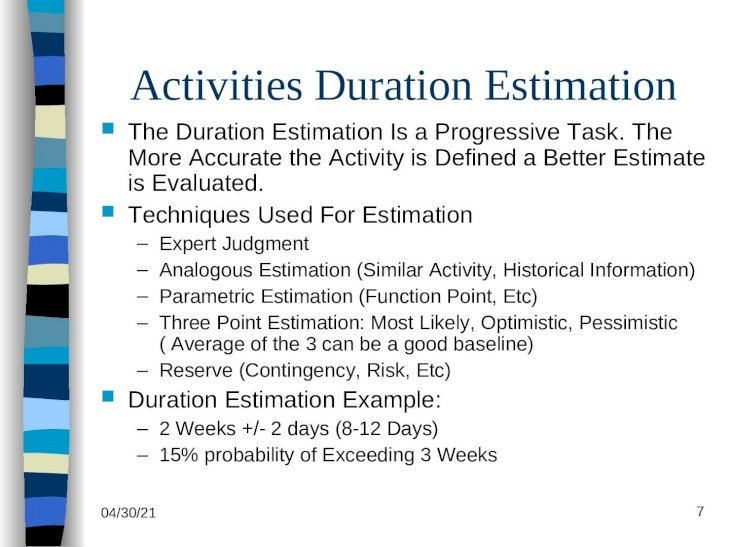 Activities Duration Estimation
The Duration Estimation Is a Progressive Task. The
More Accurate the Activity is Defined a Better Estimate
is Evaluated.
Techniques Used For Estimation
– Expert Judgment
– Analogous Estimation (Similar Activity, Historical Information)
– Parametric Estimation (Function Point, Etc)
– Three Point Estimation: Most Likely, Optimistic, Pessimistic
( Average of the 3 can be a good baseline)
– Reserve (Contingency, Risk, Etc)
Duration Estimation Example:
– 2 Weeks +/- 2 days (8-12 Days)
– 15% probability of Exceeding 3 Weeks
04/30/21
7